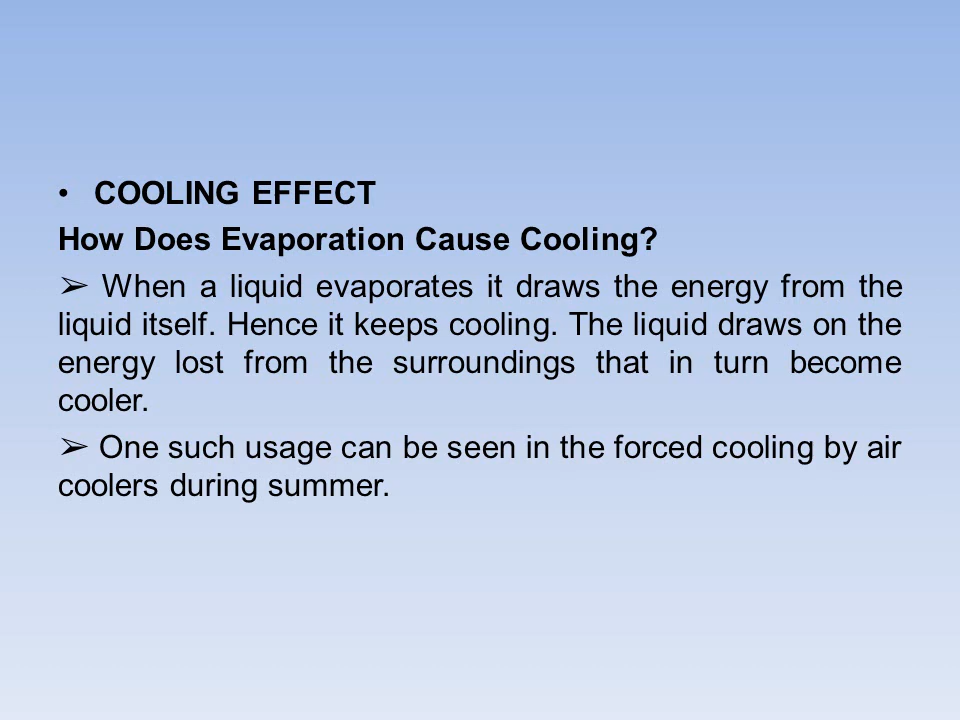 • COOLING EFFECT
How Does Evaporation Cause Cooling?
➢ When a liquid evaporates it draws the energy from the
liquid itself. Hence it keeps cooling. The liquid draws on the
energy lost from the surroundings that in turn become
cooler.
➢ One such usage can be seen in the forced cooling by air
coolers during summer.